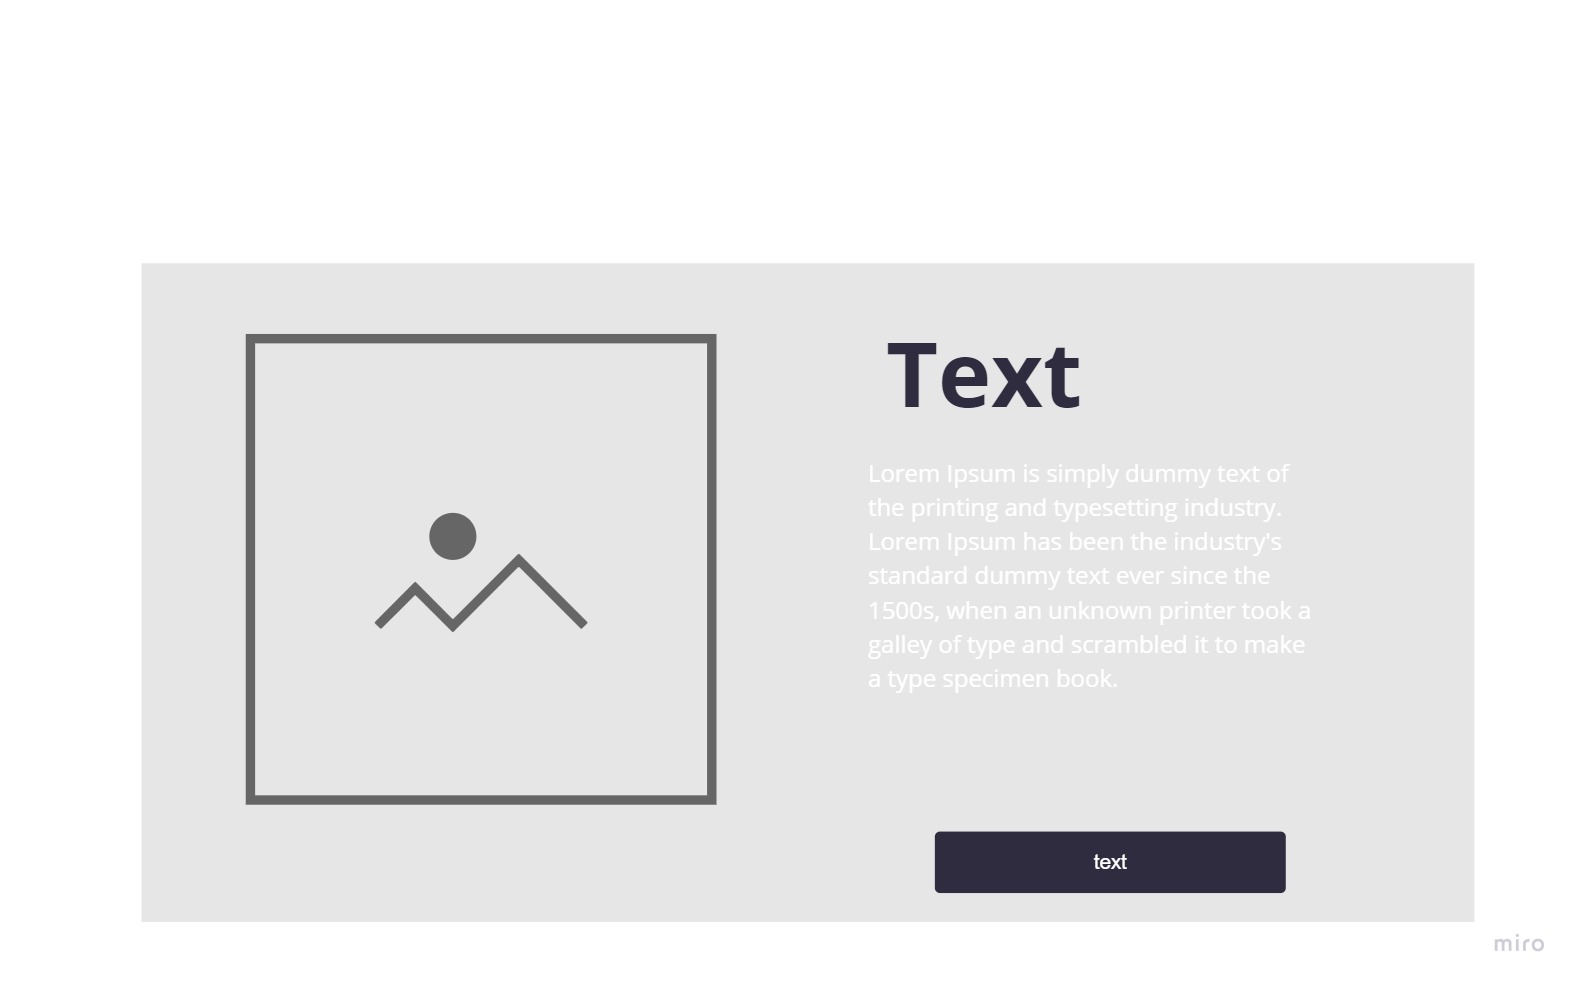 Text
Lorem Ipsum is simply dummy text of
the printing and typesetting industry.
Lorem Ipsum has been the industry's
standard dummy text ever since the
1500s, when an unknown printer took a
galley of type and scrambled it to make
a type specimen book.
text
miro